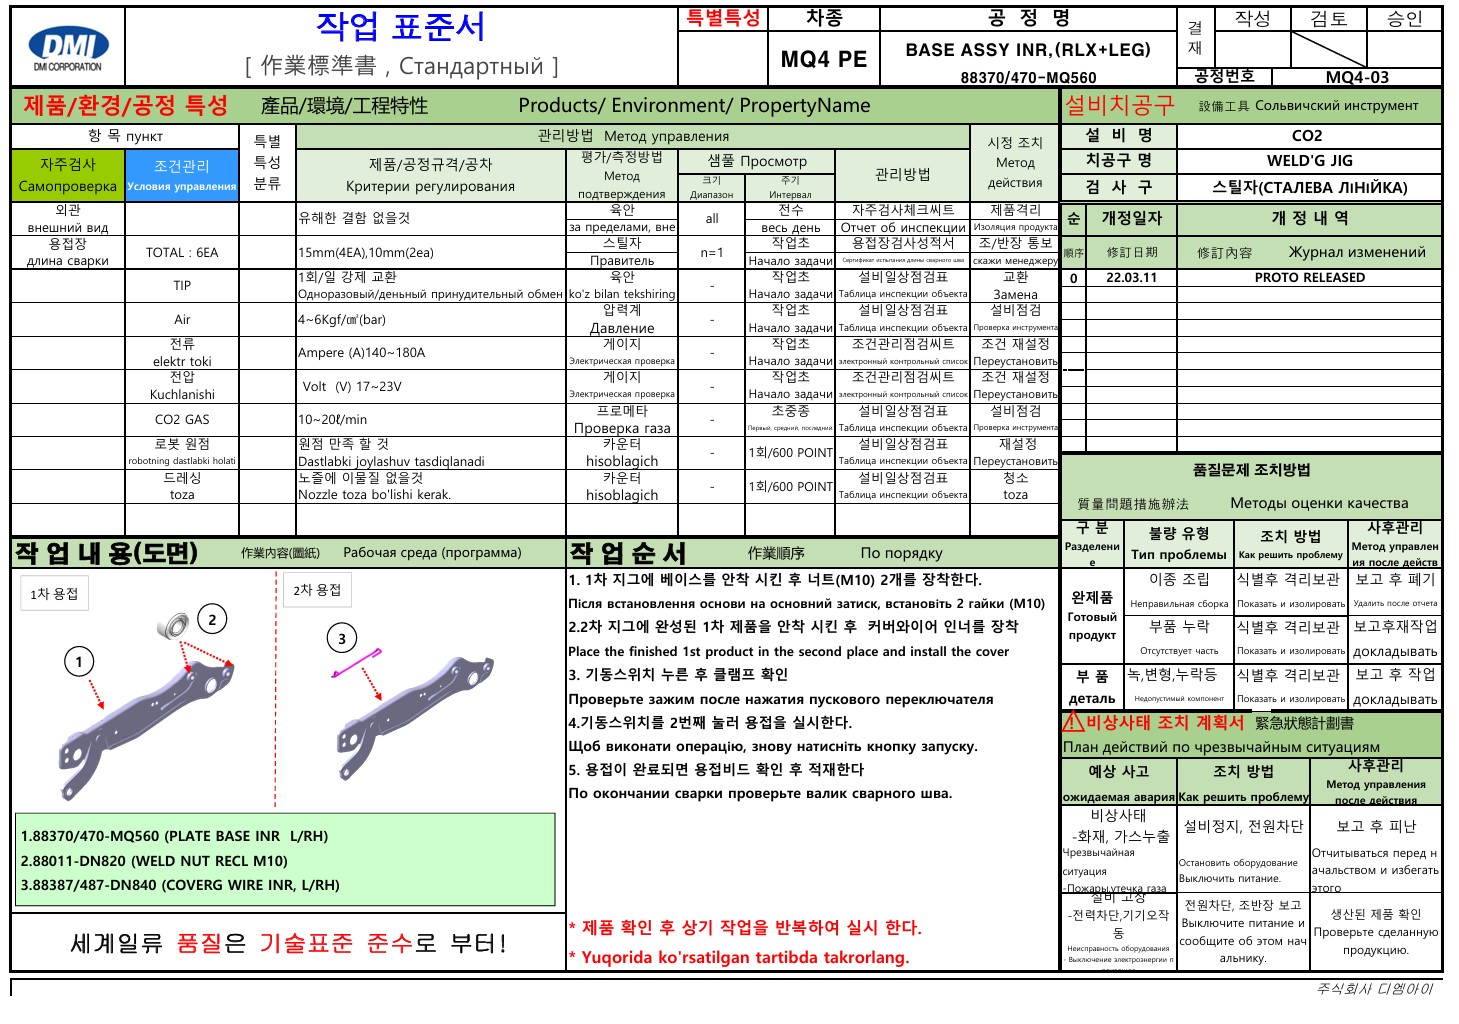 DMI
DMI CORPORATION
작업 표준서
[ 作業標準書 , Стандартный ]
특별특성
차종
공 정 명
MQ4 PE
BASE ASSY INR,(RLX+LEG)
88370/470-MQ560
결재
작성
검토
승인
공정번호
MQ4-03
제품/환경/공정 특성 產品/環境/工程特性 Products/ Environment/ PropertyName
항 목 пункт
특별
특성
분류
관리방법 Метод управления
시정 조치
Метод
действия
자주검사
Самопроверка
조건관리
Условия управления
제품/공정규격/공차
Критерии регулирования
평가/측정방법
Метод
подтверждения
샘풀 Просмотр
크기
Диапазон
주기
Интервал
관리방법
외관
внешний вид
유해한 결함 없을것
육안
за пределами, вне
all
전수
весь день
자주검사체크씨트
Отчет об инспекции
제품격리
Изоляция продукта
용접장
длина сварки
TOTAL : 6EA
15mm(4EA),10mm(2ea)
스틸자
Правитель
n=1
작업초
Начало задачи
용접장검사성적서
Сертификат испытания длины сварного шва
조/반장 통보
скажи менеджеру
TIP
1회/일 강제 교환
Одноразовый/деньный принудительный обмен
육안
ko'z bilan tekshiring
-
작업초
Начало задачи
설비일상점검표
Таблица инспекции объекта
교환
Замена
Air
4~6Kgf/㎠(bar)
압력계
Давление
-
작업초
Начало задачи
설비일상점검표
Таблица инспекции объекта
설비점검
Проверка инструмента
전류
elektr toki
Ampere (A)140~180A
게이지
Электрическая проверка
-
작업초
Начало задачи
조건관리점검씨트
электронный контрольный список
조건 재설정
Переустановить
전압
Kuchlanishi
Volt (V) 17~23V
게이지
Электрическая проверка
-
작업초
Начало задачи
조건관리점검씨트
электронный контрольный список
조건 재설정
Переустановить
CO2 GAS
10~20ℓ/min
프로메타
Проверка газа
-
초중종
Первый, средний, последний
설비일상점검표
Таблица инспекции объекта
설비점검
Проверка инструмента
로봇 원점
robotning dastlabki holati
원점 만족 할 것
Dastlabki joylashuv tasdiqlanadi
카운터
hisoblagich
-
1회/600 POINT
설비일상점검표
Таблица инспекции объекта
재설정
Переустановить
드레싱
toza
노즐에 이물질 없을것
Nozzle toza bo'lishi kerak.
카운터
hisoblagich
-
1회/600 POINT
설비일상점검표
Таблица инспекции объекта
청소
toza
설비치공구 設備工具 Сольвичский инструмент
설 비 명
CO2
치공구 명
WELD'G JIG
검 사 구
스틸자(СТАЛЕВА ЛІНІЙКА)
순
개정일자
개 정 내 역
順序
修訂日期
修訂內容 Журнал изменений
0
22.03.11
PROTO RELEASED
품질문제 조치방법
質量問題措施辦法 Методы оценки качества
구 분
Разделени
е
불량 유형
Тип проблемы
조치 방법
Как решить проблему
사후관리
Метод управлен
ия после действ
완제품
Готовый
продукт
이종 조립
Неправильная сборка
식별후 격리보관
Показать и изолировать
보고 후 폐기
Удалить после отчета
부품 누락
Отсутствует часть
식별후 격리보관
Показать и изолировать
보고후재작업
докладывать
부 품
деталь
녹,변형,누락등
Недопустимый компонент
식별후 격리보관
Показать и изолировать
보고 후 작업
докладывать
비상사태 조치 계획서 緊急狀態計劃書
План действий по чрезвычайным ситуациям
예상 사고
ожидаемая авария
조치 방법
Как решить проблему
사후관리
Метод управления
после действия
비상사태
-화재, 가스누출
Чрезвычайная
ситуация
-Пожары,утечка газа
설비정지, 전원차단
Остановить оборудование
Выключить питание.
보고 후 피난
Отчитываться перед н
ачальством и избегать
этого
설비 고장
-전력차단,기기오작
동
Неисправность оборудования
- Выключение электроэнергии п
전원차단, 조반장 보고
Выключите питание и
сообщите об этом нач
альнику.
생산된 제품 확인
Проверьте сделанную
продукцию.
작 업 내 용(도면) 作業内容(圖紙) Рабочая среда (программа)
1차 용접
2차 용접
1
2
3
1.88370/470-MQ560 (PLATE BASE INR L/RH)
2.88011-DN820 (WELD NUT RECL M10)
3.88387/487-DN840 (COVERG WIRE INR, L/RH)
세계일류 품질은 기술표준 준수로 부터!
작 업 순 서 作業順序 По порядку
1. 1차 지그에 베이스를 안착 시킨 후 너트(M10) 2개를 장착한다.
Після встановлення основи на основний затиск, встановіть 2 гайки (M10)
2.2차 지그에 완성된 1차 제품을 안착 시킨 후 커버와이어 인너를 장착
Place the finished 1st product in the second place and install the cover
3. 기동스위치 누른 후 클램프 확인
Проверьте зажим после нажатия пускового переключателя
4.기동스위치를 2번째 눌러 용접을 실시한다.
Щоб виконати операцію, знову натисніть кнопку запуску.
5. 용접이 완료되면 용접비드 확인 후 적재한다
По окончании сварки проверьте валик сварного шва.
* 제품 확인 후 상기 작업을 반복하여 실시 한다.
* Yuqorida ko'rsatilgan tartibda takrorlang.
주식회사 디엠아이